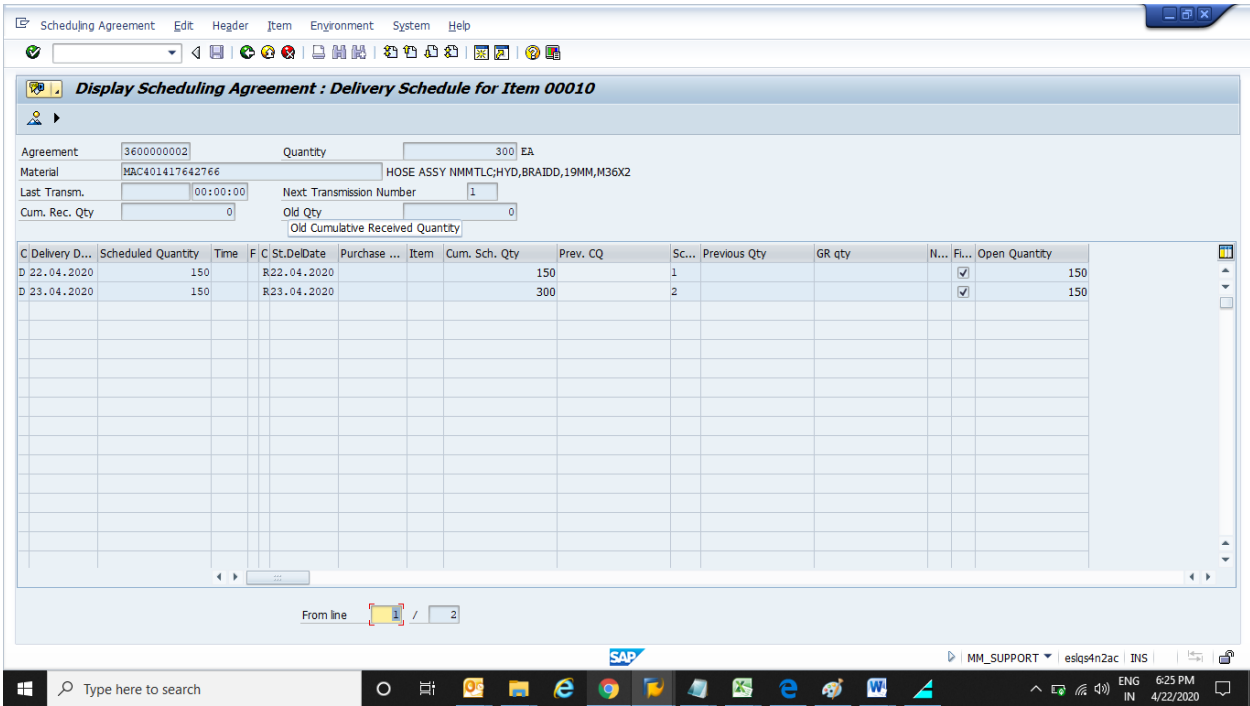 Scheduling Agreement Edit Header Item Environment System Help
Display Scheduling Agreement : Delivery Schedule for Item 00010
Agreement 3600000002 Quantity 300 EA
Material MAC401417642766 HOSE ASSY NMMTLC;HYD,BRAIDD,19MM,M36X2
Last Transm. 00:00:00 Next Transmission Number 1
Cum. Rec. Qty 0 Old Qty 0
Old Cumulative Received Quantity
C Delivery D... Scheduled Quantity Time F C St.DelDate Purchase ... Item Cum. Sch. Qty Prev. CQ Sc... Previous Qty GR qty N... Fi... Open Quantity
D 22.04.2020 150 R 22.04.2020 150 1 150
D 23.04.2020 150 R 23.04.2020 300 2 150
From line 1 / 2
SAP
MM_SUPPORT eslqs4n2ac INS
Type here to search
ENG 6:25 PM
IN 4/22/2020